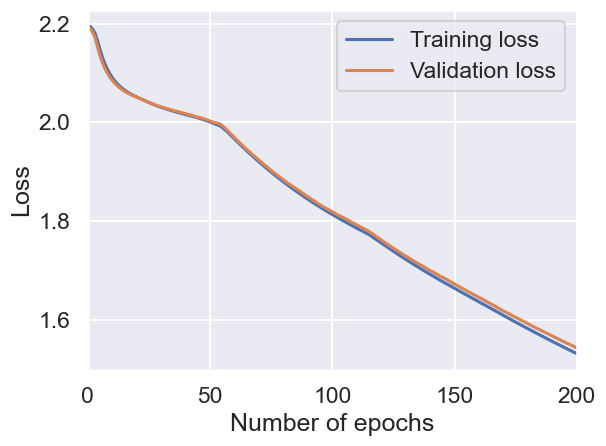 2.2
2.0
1.8
1.6
Loss
Training loss
Validation loss
0 50 100 150 200
Number of epochs